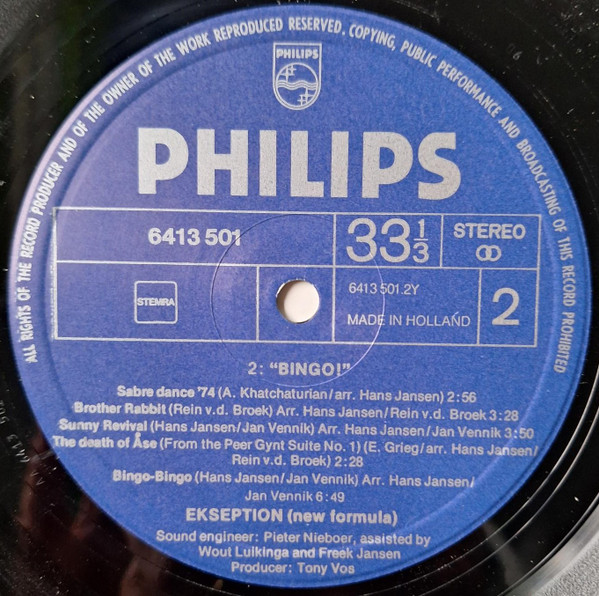 ALL RIGHTS OF THE RECORD PRODUCER AND OF THE OWNER OF THE WORK REPRODUCED RESERVED. COPYING, PUBLIC PERFORMANCE AND BROADCASTING OF THIS RECORD PROHIBITED
PHILIPS
PHILIPS
6413 501
33 1/3
STEREO
STEMRA
6413 501.2Y
MADE IN HOLLAND
2
2: "BINGO!"
Sabre dance '74 (A. Khatchaturian/arr. Hans Jansen) 2:56
Brother Rabbit (Rein v.d. Broek) Arr. Hans Jansen/Rein v.d. Broek 3:28
Sunny Revival (Hans Jansen/Jan Vennik) Arr. Hans Jansen/Jan Vennik 3:50
The death of Åse (From the Peer Gynt Suite No. 1) (E. Grieg/arr. Hans Jansen/
Rein v.d. Broek) 2:28
Bingo-Bingo (Hans Jansen/Jan Vennik) Arr. Hans Jansen/
Jan Vennik 6:49
EKSEPTION (new formula)
Sound engineer: Pieter Nieboer, assisted by
Wout Luikinga and Freek Jansen
Producer: Tony Vos